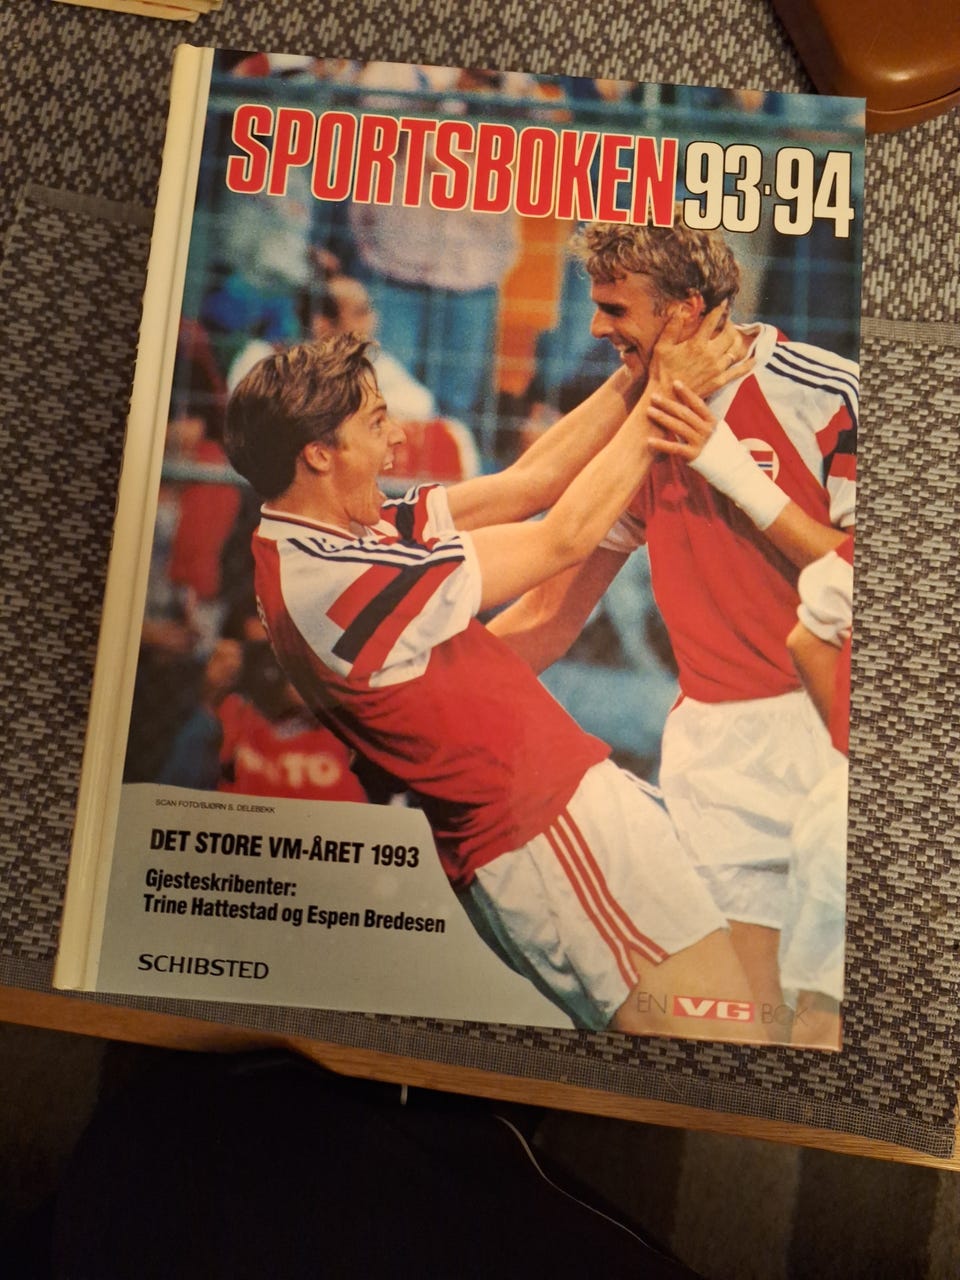 SPORTSBOKEN 93·94
SCAN FOTO/BJØRN S. DELEBEKK
DET STORE VM-ÅRET 1993
Gjesteskribenter:
Trine Hattestad og Espen Bredesen
SCHIBSTED
EN VG BOK